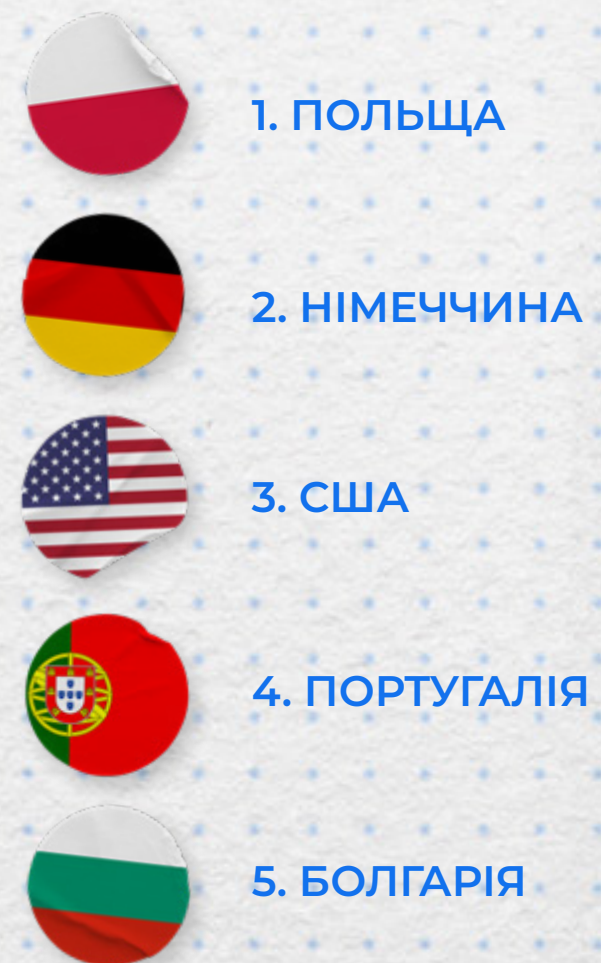 1. ПОЛЬЩА
2. НІМЕЧЧИНА
3. США
4. ПОРТУГАЛІЯ
5. БОЛГАРІЯ